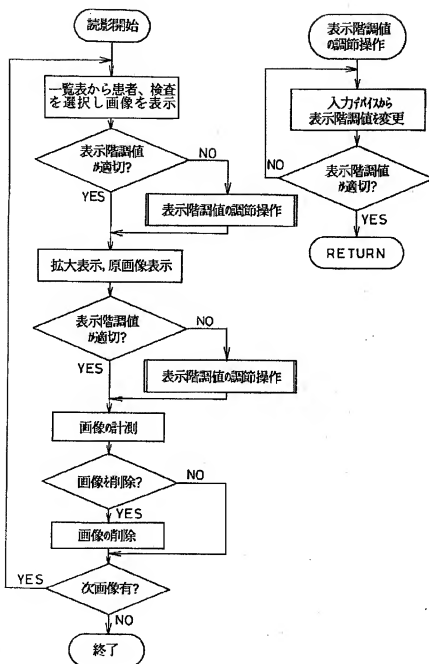 読影開始
一覧表から患者、検査
を選択し画像を表示
表示階調値
が適切?
NO
YES
表示階調値の調節操作
拡大表示,原画像表示
表示階調値
が適切?
NO
YES
表示階調値の調節操作
画像の計測
画像を削除?
NO
YES
画像の削除
YES
次画像有?
NO
終了
表示階調値
の調節操作
入力デバイスから
表示階調値を変更
NO
表示階調値
が適切?
YES
RETURN